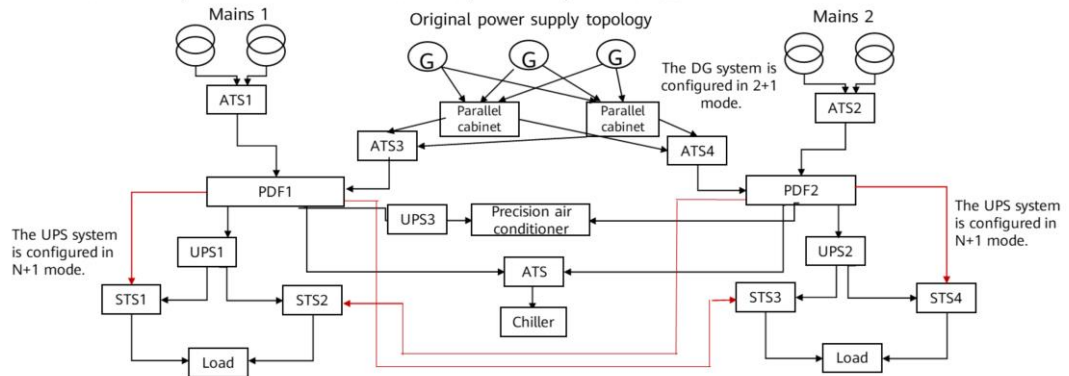 Mains 1
Original power supply topology
Mains 2
G
G
G
The DG system is
configured in 2+1
mode.
ATS1
Parallel
cabinet
Parallel
cabinet
ATS2
ATS3
ATS4
PDF1
PDF2
The UPS system
is configured in
N+1 mode.
UPS3
Precision air
conditioner
The UPS system
is configured in
N+1 mode.
UPS1
UPS2
ATS
STS1
STS2
STS3
STS4
Chiller
Load
Load